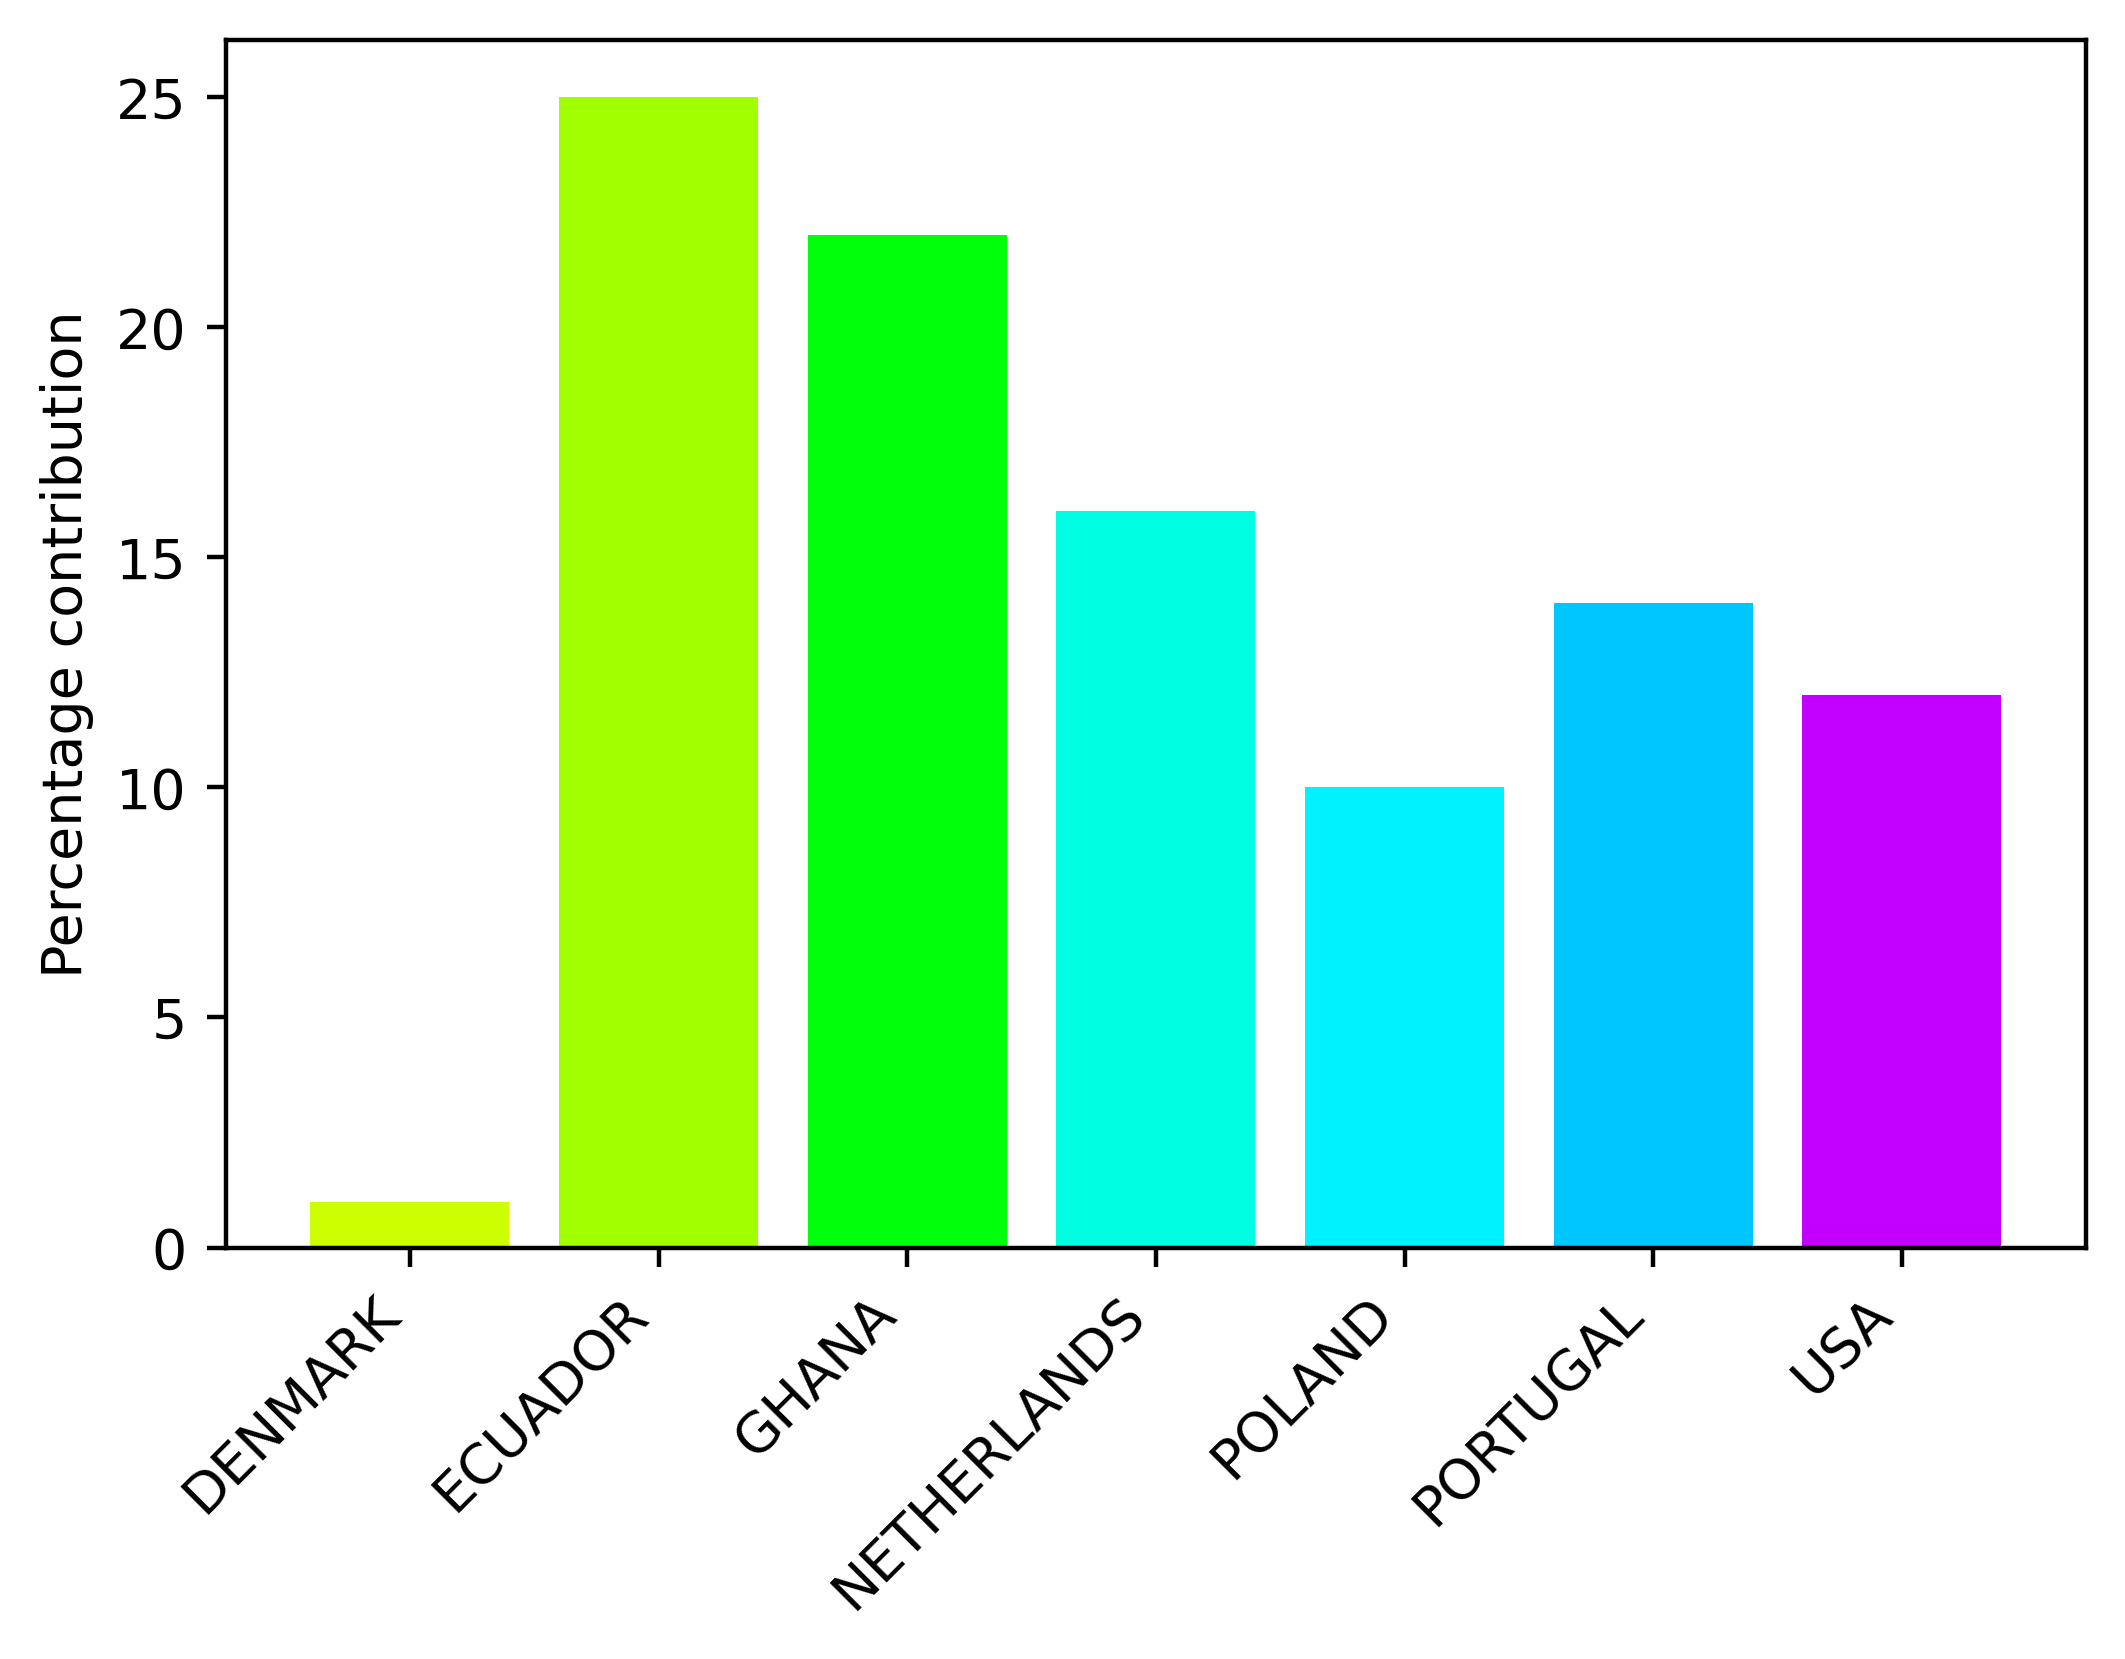 Percentage contribution
25
20
15
10
5
0
DENMARK
ECUADOR
GHANA
NETHERLANDS
POLAND
PORTUGAL
USA